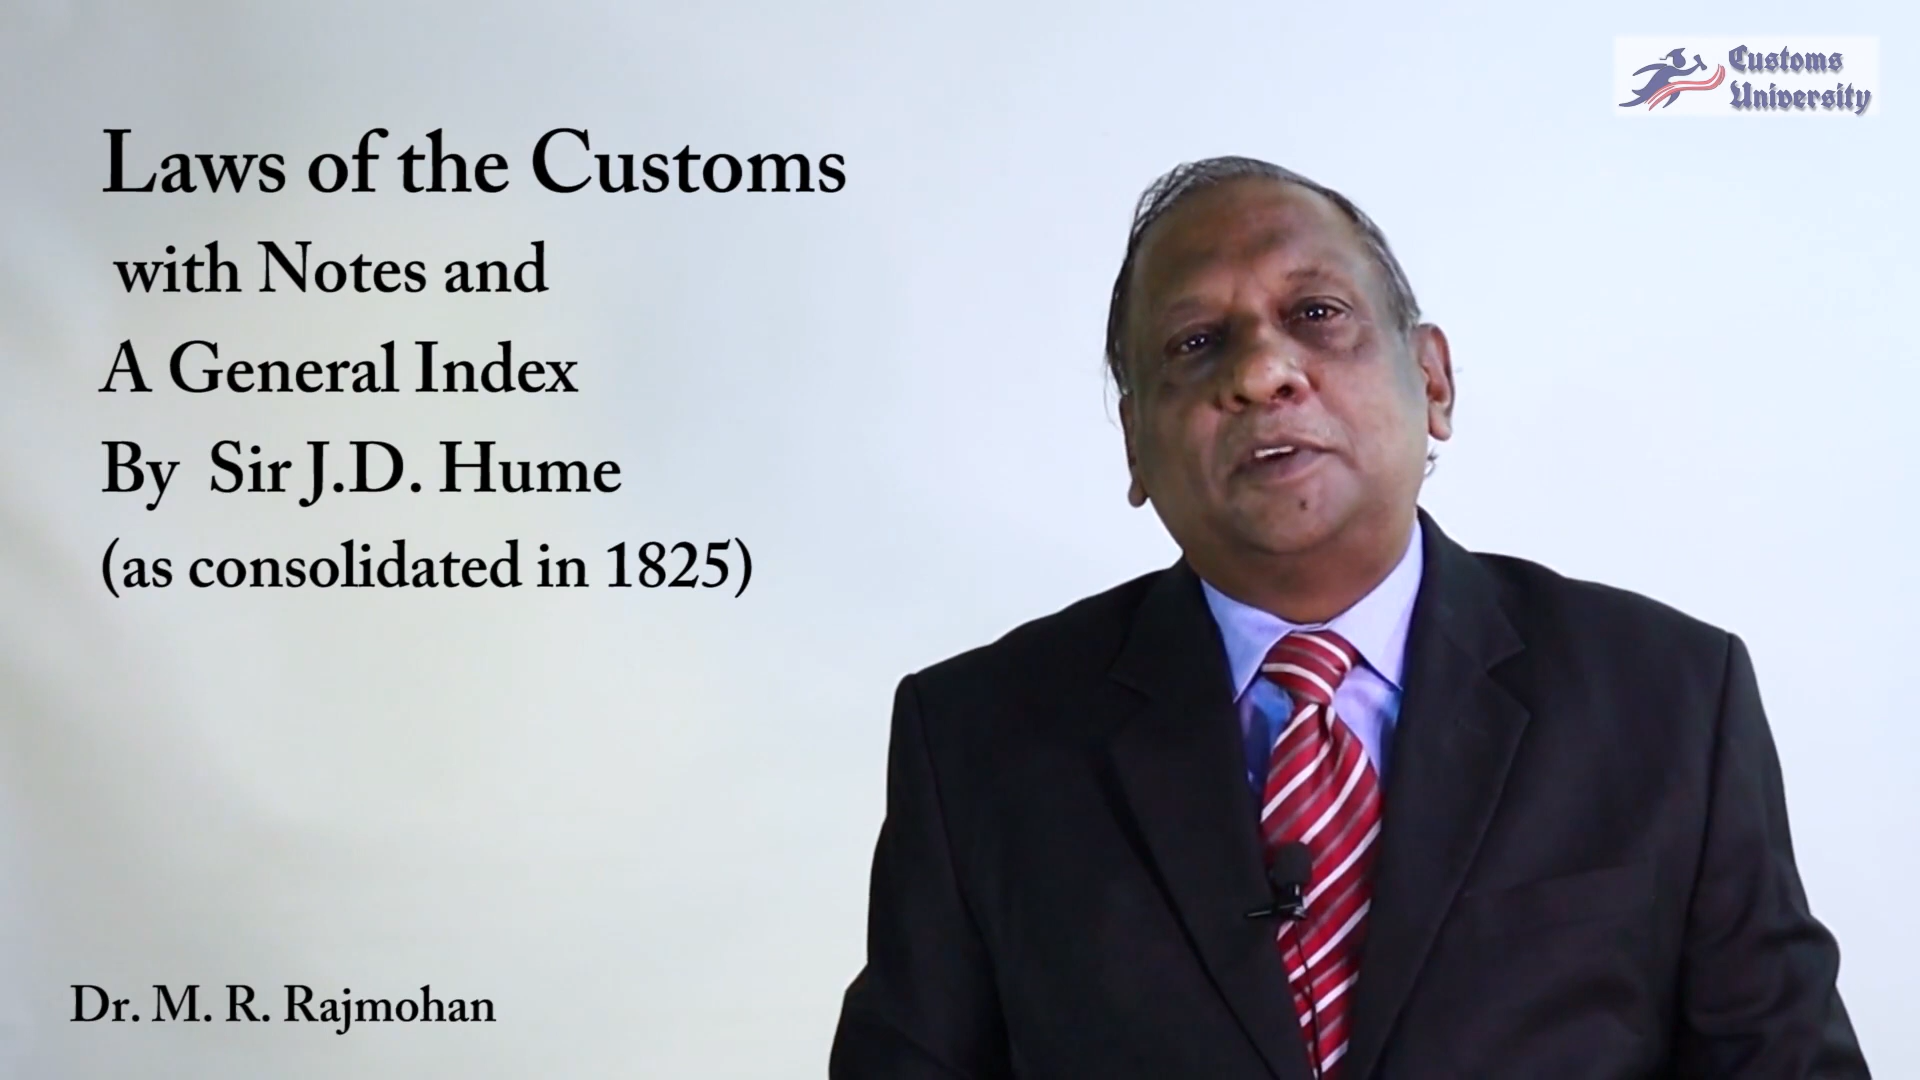 Customs
University
Laws of the Customs
with Notes and
A General Index
By Sir J.D. Hume
(as consolidated in 1825)
Dr. M. R. Rajmohan